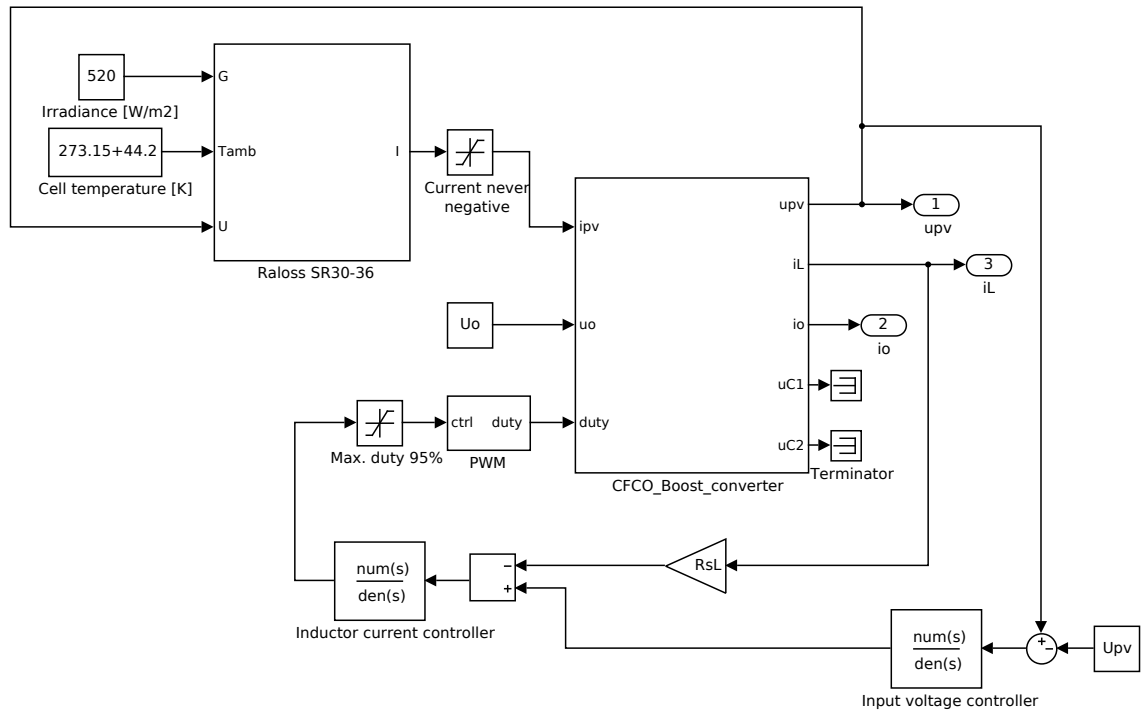 520
G
Irradiance [W/m2]
273.15+44.2
Tamb
I
Cell temperature [K]
Current never
negative
U
Raloss SR30-36
upv
1
upv
ipv
iL
3
iL
Uo
uo
io
2
io
uC1
ctrl duty
duty
Max. duty 95%
PWM
uC2
Terminator
CFCO_Boost_converter
num(s)
den(s)
−
+
RsL
Inductor current controller
num(s)
den(s)
+
−
Upv
Input voltage controller